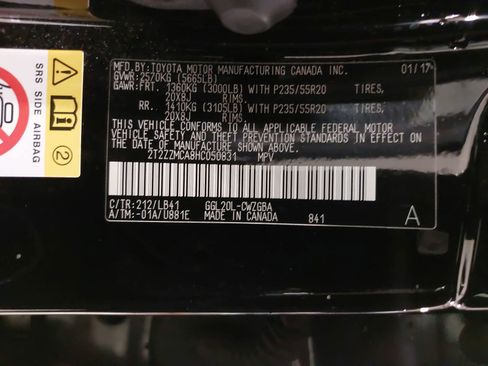 MFD.BY:TOYOTA MOTOR MANUFACTURING CANADA INC. 01/17
GVWR:2570KG (5665LB)
GAWR:FRT. 1360KG (3000LB) WITH P235/55R20 TIRES,
20X8J RIMS.
RR. 1410KG (3105LB) WITH P235/55R20 TIRES,
20X8J RIMS.
THIS VEHICLE CONFORMS TO ALL APPLICABLE FEDERAL MOTOR
VEHICLE SAFETY AND THEFT PREVENTION STANDARDS IN EFFECT ON
THE DATE OF MANUFACTURE SHOWN ABOVE.
2T2ZZMCA8HC050831 MPV
C/TR:212/LB41 GGL20L-CWZGBA
A/TM:-01A/U881E MADE IN CANADA 841 A
SRS SIDE AIRBAG
2